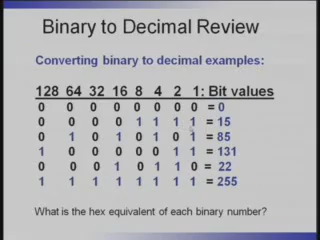 Binary to Decimal Review
Converting binary to decimal examples:
128 64 32 16 8 4 2 1: Bit values
0 0 0 0 0 0 0 0 = 0
0 0 0 0 1 1 1 1 = 15
0 1 0 1 0 1 0 1 = 85
1 0 0 0 0 0 1 1 = 131
0 0 0 1 0 1 1 0 = 22
1 1 1 1 1 1 1 1 = 255
What is the hex equivalent of each binary number?